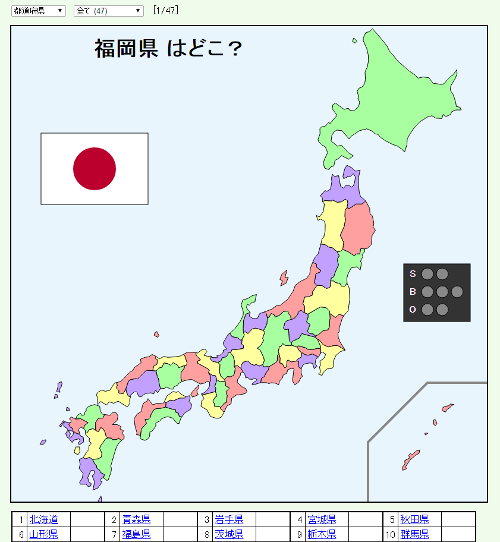 都道府県 全て (47) [1/47]
福岡県 はどこ？
S
B
O
1 北海道 2 青森県 3 岩手県 4 宮城県 5 秋田県
6 山形県 7 福島県 8 茨城県 9 栃木県 10 群馬県